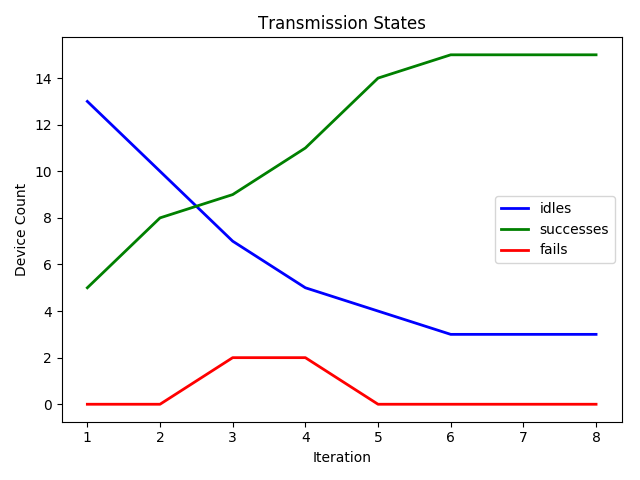 Transmission States
Device Count
14
12
10
8
6
4
2
0
idles
successes
fails
1 2 3 4 5 6 7 8
Iteration